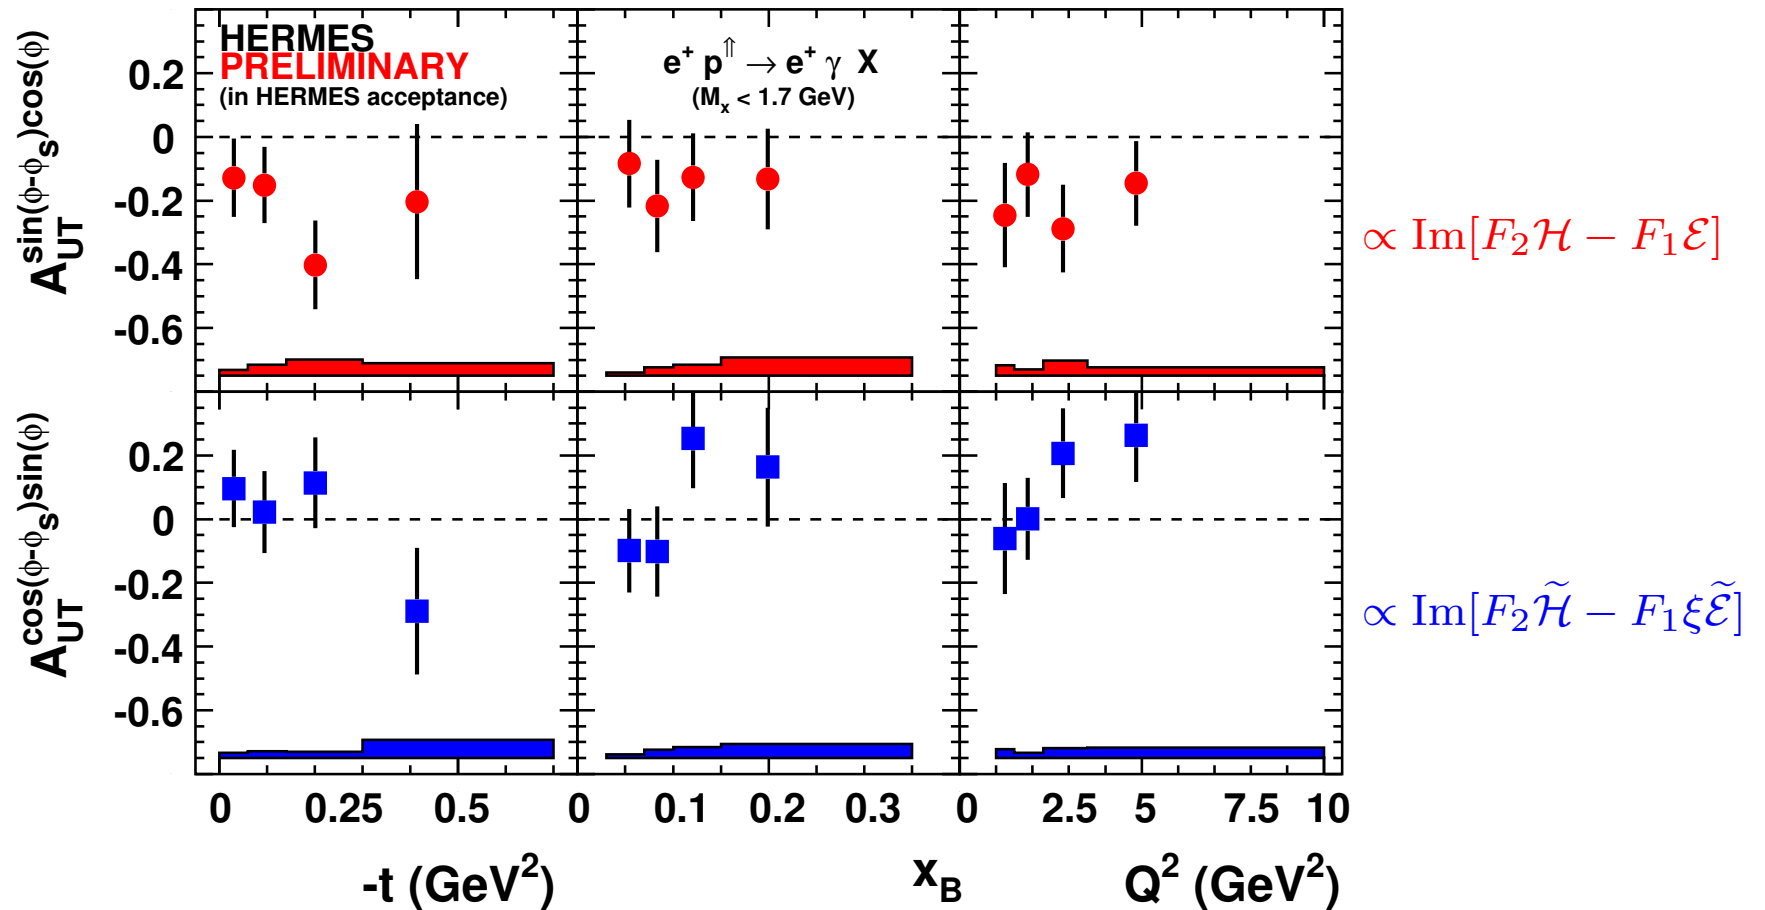 HERMES
PRELIMINARY
(in HERMES acceptance)
e⁺ p⇑ → e⁺ γ X
(Mₓ < 1.7 GeV)
A_UT^sin(ϕ-ϕ_S)cos(ϕ)
0.2
0
-0.2
-0.4
-0.6
∝ Im[F₂ℋ − F₁ℰ]
A_UT^cos(ϕ-ϕ_S)sin(ϕ)
0.2
0
-0.2
-0.4
-0.6
∝ Im[F₂ℋ̃ − F₁ξℰ̃]
0 0.25 0.5 0 0.1 0.2 0.3 0 2.5 5 7.5 10
-t (GeV²) x_B Q² (GeV²)